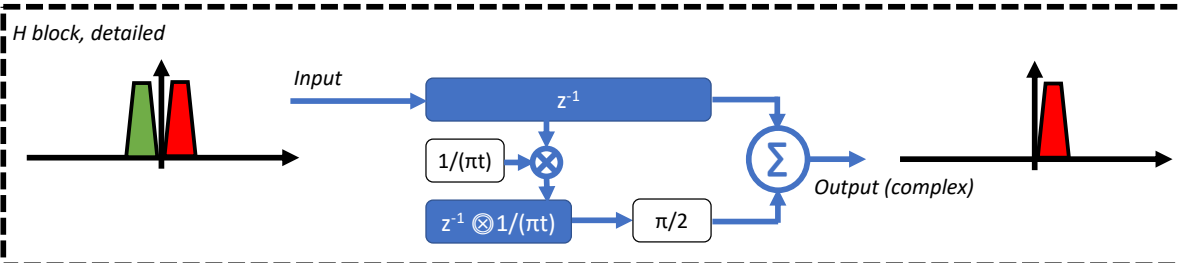 H block, detailed
Input
z⁻¹
1/(πt)
⊗
Σ
Output (complex)
z⁻¹ ⊗ 1/(πt)
π/2